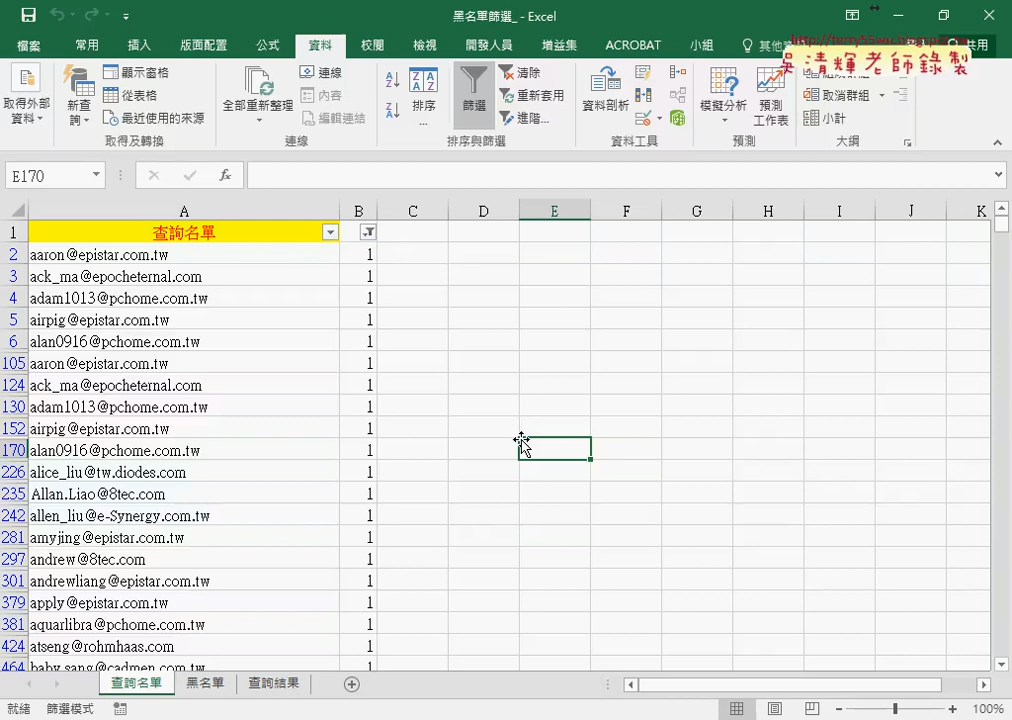 黑名單篩選_ - Excel
檔案 常用 插入 版面配置 公式 資料 校閱 檢視 開發人員 增益集 ACROBAT 小組 共用
吳清輝老師錄製
取得外部資料
新查詢
顯示窗格
從表格
最近使用的來源
取得及轉換
全部重新整理
連線
內容
編輯連結
連線
排序...
篩選
清除
重新套用
進階...
排序與篩選
資料剖析
資料工具
模擬分析
預測工作表
預測
取消群組
小計
大綱
E170
fx
A B C D E F G H I J K
1 查詢名單
2 aaron@epistar.com.tw 1
3 ack_ma@epocheternal.com 1
4 adam1013@pchome.com.tw 1
5 airpig@epistar.com.tw 1
6 alan0916@pchome.com.tw 1
105 aaron@epistar.com.tw 1
124 ack_ma@epocheternal.com 1
130 adam1013@pchome.com.tw 1
152 airpig@epistar.com.tw 1
170 alan0916@pchome.com.tw 1
226 alice_liu@tw.diodes.com 1
235 Allan.Liao@8tec.com 1
242 allen_liu@e-Synergy.com.tw 1
281 amyjing@epistar.com.tw 1
297 andrew@8tec.com 1
301 andrewliang@epistar.com.tw 1
379 apply@epistar.com.tw 1
381 aquarlibra@pchome.com.tw 1
424 atseng@rohmhaas.com 1
464 baby.sang@cadmen.com.tw 1
查詢名單 黑名單 查詢結果
就緒 篩選模式 100%